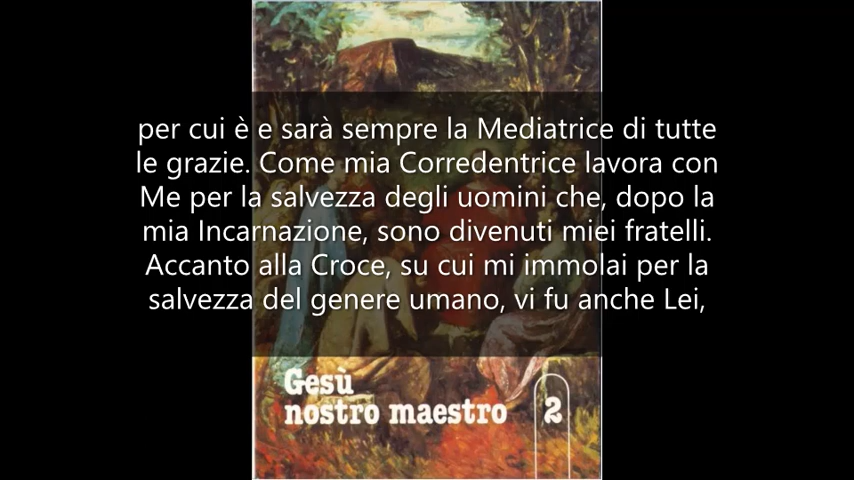 per cui è e sarà sempre la Mediatrice di tutte
le grazie. Come mia Corredentrice lavora con
Me per la salvezza degli uomini che, dopo la
mia Incarnazione, sono divenuti miei fratelli.
Accanto alla Croce, su cui mi immolai per la
salvezza del genere umano, vi fu anche Lei,
Gesù
nostro maestro
2